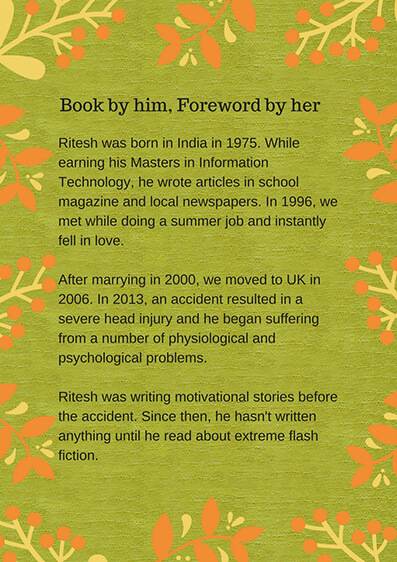 Book by him, Foreword by her
Ritesh was born in India in 1975. While
earning his Masters in Information
Technology, he wrote articles in school
magazine and local newspapers. In 1996, we
met while doing a summer job and instantly
fell in love.
After marrying in 2000, we moved to UK in
2006. In 2013, an accident resulted in a
severe head injury and he began suffering
from a number of physiological and
psychological problems.
Ritesh was writing motivational stories before
the accident. Since then, he hasn't written
anything until he read about extreme flash
fiction.